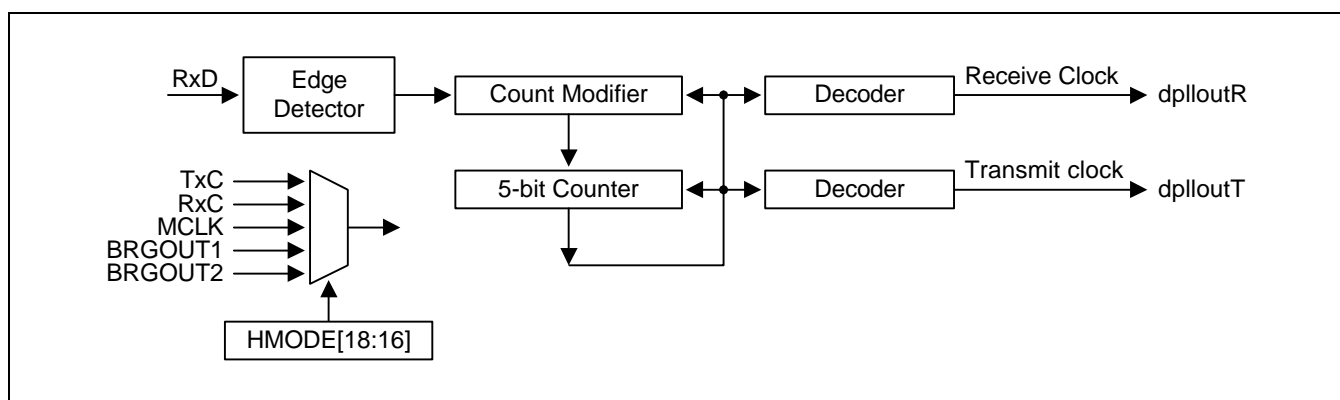 RxD
Edge
Detector
Count Modifier
Decoder
Receive Clock
dplloutR
TxC
RxC
MCLK
BRGOUT1
BRGOUT2
5-bit Counter
Decoder
Transmit clock
dplloutT
HMODE[18:16]